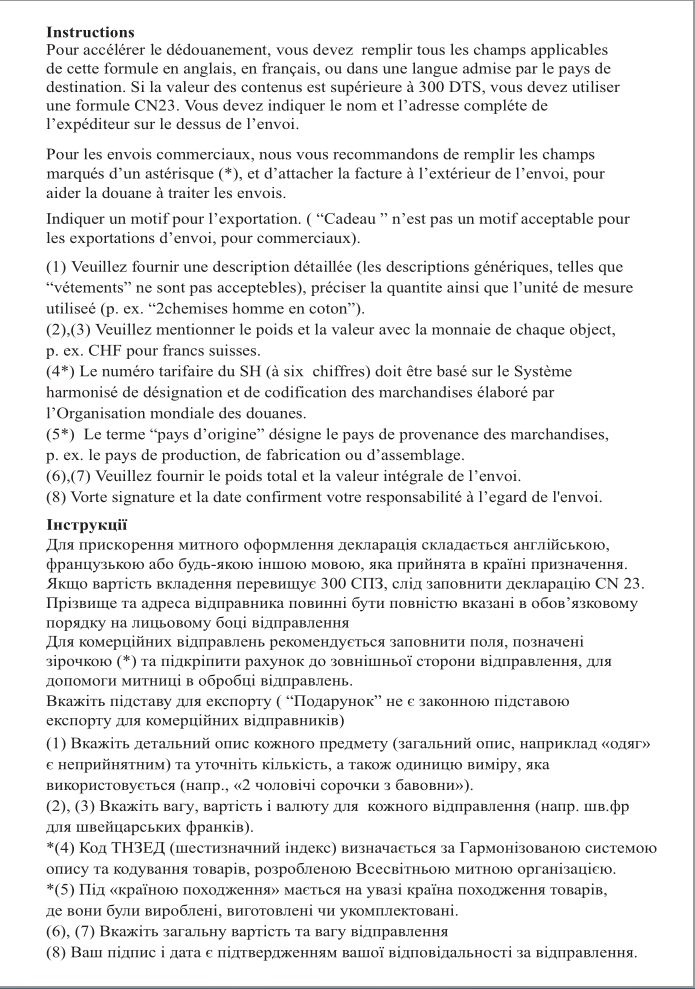 Instructions
Pour accélérer le dédouanement, vous devez  remplir tous les champs applicables
de cette formule en anglais, en français, ou dans une langue admise par le pays de
destination. Si la valeur des contenus est supérieure à 300 DTS, vous devez utiliser
une formule CN23. Vous devez indiquer le nom et l’adresse compléte de
l’expéditeur sur le dessus de l’envoi.
Pour les envois commerciaux, nous vous recommandons de remplir les champs
marqués d’un astérisque (*), et d’attacher la facture à l’extérieur de l’envoi, pour
aider la douane à traiter les envois.
Indiquer un motif pour l’exportation. ( “Cadeau ” n’est pas un motif acceptable pour
les exportations d’envoi, pour commerciaux).
(1) Veuillez fournir une description détaillée (les descriptions génériques, telles que
“vétements” ne sont pas acceptebles), préciser la quantite ainsi que l’unité de mesure
utiliseé (p. ex. “2chemises homme en coton”).
(2),(3) Veuillez mentionner le poids et la valeur avec la monnaie de chaque object,
p. ex. CHF pour francs suisses.
(4*) Le numéro tarifaire du SH (à six  chiffres) doit être basé sur le Système
harmonisé de désignation et de codification des marchandises élaboré par
l’Organisation mondiale des douanes.
(5*)  Le terme “pays d’origine” désigne le pays de provenance des marchandises,
p. ex. le pays de production, de fabrication ou d’assemblage.
(6),(7) Veuillez fournir le poids total et la valeur intégrale de l’envoi.
(8) Vorte signature et la date confirment votre responsabilité à l’egard de l'envoi.
Інструкції
Для прискорення митного оформлення декларація складається англійською,
французькою або будь-якою іншою мовою, яка прийнята в країні призначення.
Якщо вартість вкладення перевищує 300 СПЗ, слід заповнити декларацію CN 23.
Прізвище та адреса відправника повинні бути повністю вказані в обов’язковому
порядку на лицьовому боці відправлення
Для комерційних відправлень рекомендується заповнити поля, позначені
зірочкою (*) та підкріпити рахунок до зовнішньої сторони відправлення, для
допомоги митниці в обробці відправлень.
Вкажіть підставу для експорту ( “Подарунок” не є законною підставою
експорту для комерційних відправників)
(1) Вкажіть детальний опис кожного предмету (загальний опис, наприклад «одяг»
є неприйнятним) та уточніть кількість, а також одиницю виміру, яка
використовується (напр., «2 чоловічі сорочки з бавовни»).
(2), (3) Вкажіть вагу, вартість і валюту для  кожного відправлення (напр. шв.фр
для швейцарських франків).
*(4) Код ТНЗЕД (шестизначний індекс) визначається за Гармонізованою системою
опису та кодування товарів, розробленою Всесвітньою митною організацією.
*(5) Під «країною походження» мається на увазі країна походження товарів,
де вони були вироблені, виготовлені чи укомплектовані.
(6), (7) Вкажіть загальну вартість та вагу відправлення
(8) Ваш підпис і дата є підтвердженням вашої відповідальності за відправлення.